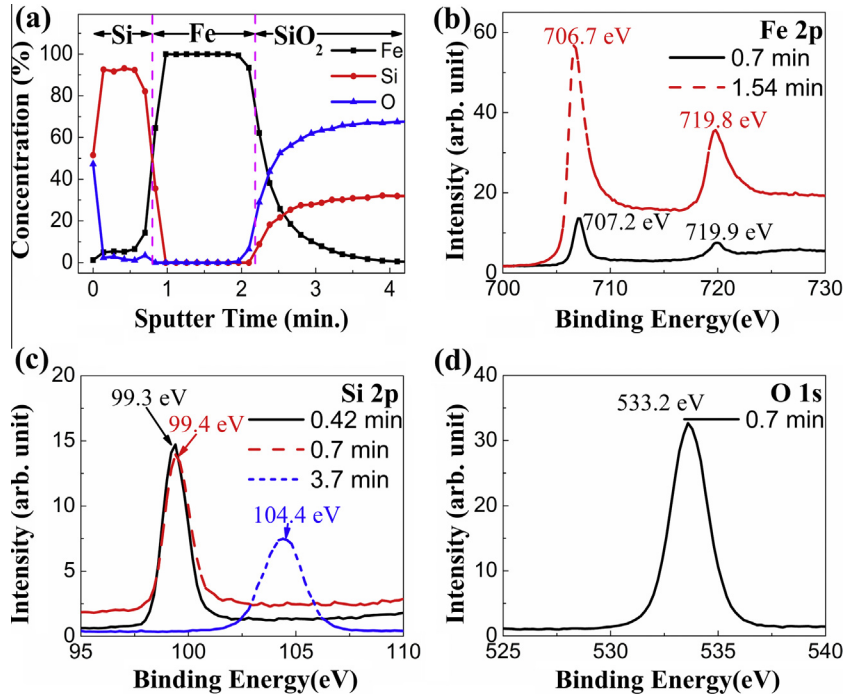 (a)
Si
Fe
SiO2
Fe
Si
O
100
80
60
40
20
0
Concentration (%)
0
1
2
3
4
Sputter Time (min.)
(b)
Fe 2p
706.7 eV
0.7 min
1.54 min
719.8 eV
707.2 eV
719.9 eV
60
40
20
0
Intensity (arb. unit)
700
710
720
730
Binding Energy(eV)
(c)
Si 2p
99.3 eV
99.4 eV
0.42 min
0.7 min
3.7 min
104.4 eV
20
15
10
5
0
Intensity (arb. unit)
95
100
105
110
Binding Energy(eV)
(d)
O 1s
533.2 eV
0.7 min
40
30
20
10
0
Intensity (arb. unit)
525
530
535
540
Binding Energy(eV)